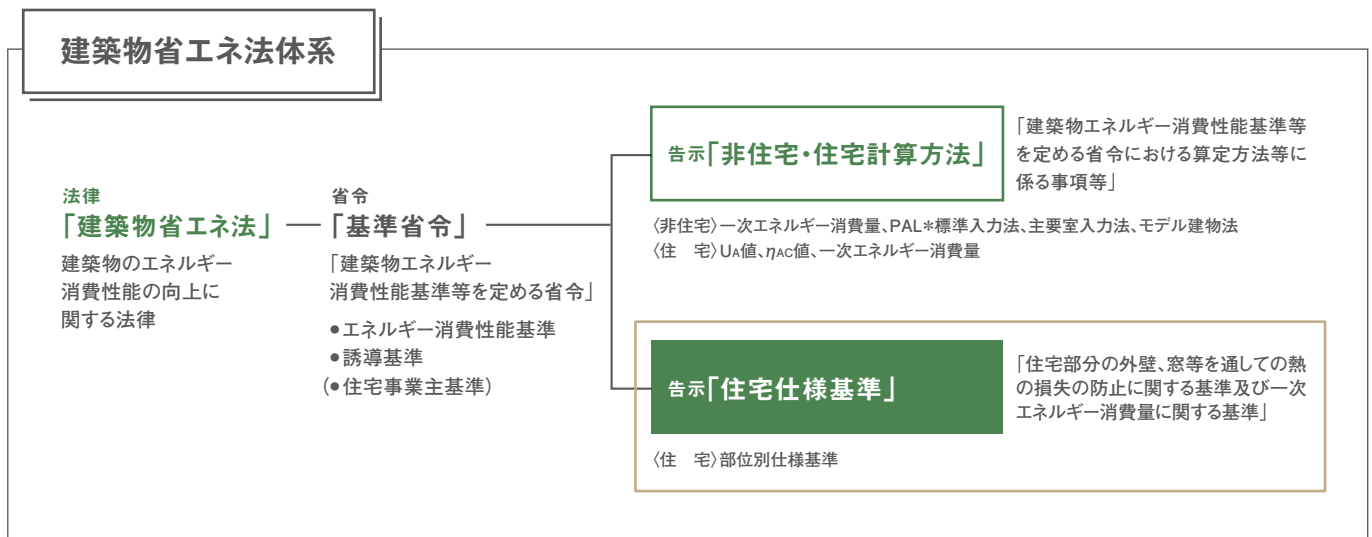 建築物省エネ法体系
法律
「建築物省エネ法」
建築物のエネルギー
消費性能の向上に
関する法律
省令
「基準省令」
「建築物エネルギー
消費性能基準等を定める省令」
●エネルギー消費性能基準
●誘導基準
(●住宅事業主基準)
告示「非住宅・住宅計算方法」
「建築物エネルギー消費性能基準等
を定める省令における算定方法等に
係る事項等」
〈非住宅〉一次エネルギー消費量、PAL*標準入力法、主要室入力法、モデル建物法
〈住　宅〉UA値、ηAC値、一次エネルギー消費量
告示「住宅仕様基準」
「住宅部分の外壁、窓等を通しての熱
の損失の防止に関する基準及び一次
エネルギー消費量に関する基準」
〈住　宅〉部位別仕様基準